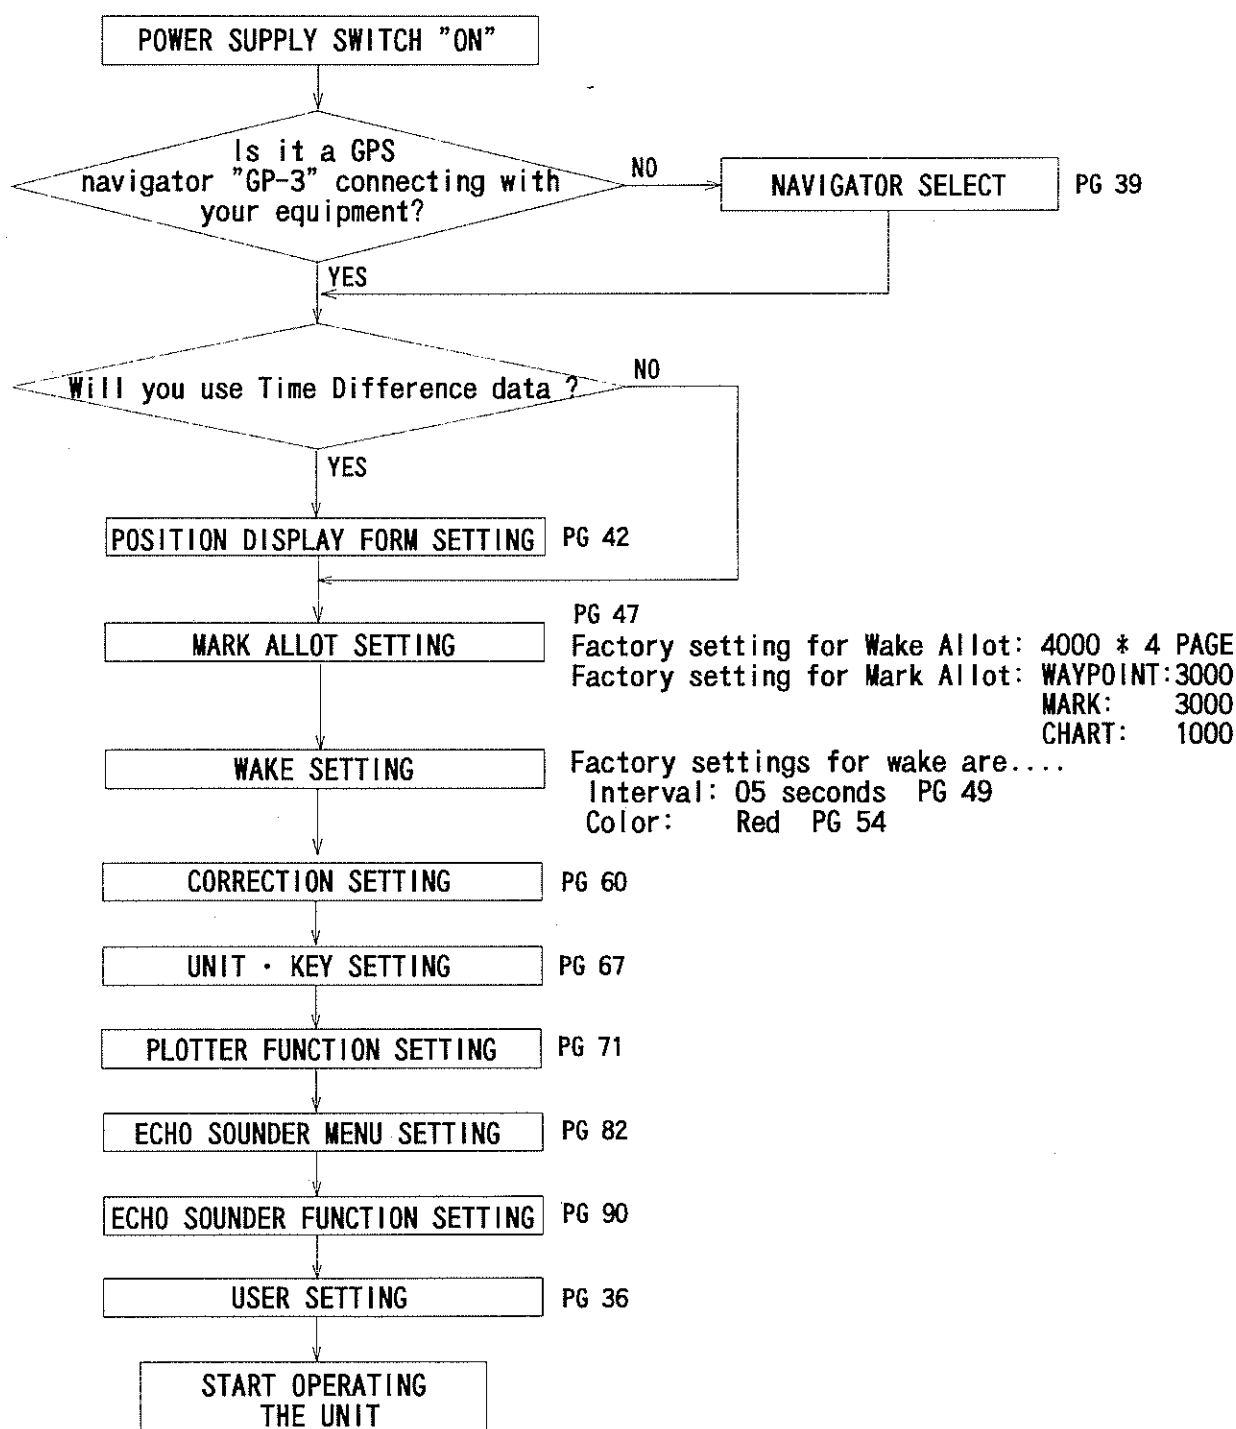 POWER SUPPLY SWITCH "ON"
Is it a GPS
navigator "GP-3" connecting with
your equipment?
NO
NAVIGATOR SELECT
PG 39
YES
Will you use Time Difference data ?
NO
YES
POSITION DISPLAY FORM SETTING
PG 42
MARK ALLOT SETTING
PG 47
Factory setting for Wake Allot: 4000 * 4 PAGE
Factory setting for Mark Allot: WAYPOINT:3000
MARK: 3000
CHART: 1000
WAKE SETTING
Factory settings for wake are....
Interval: 05 seconds PG 49
Color: Red PG 54
CORRECTION SETTING
PG 60
UNIT · KEY SETTING
PG 67
PLOTTER FUNCTION SETTING
PG 71
ECHO SOUNDER MENU SETTING
PG 82
ECHO SOUNDER FUNCTION SETTING
PG 90
USER SETTING
PG 36
START OPERATING
THE UNIT